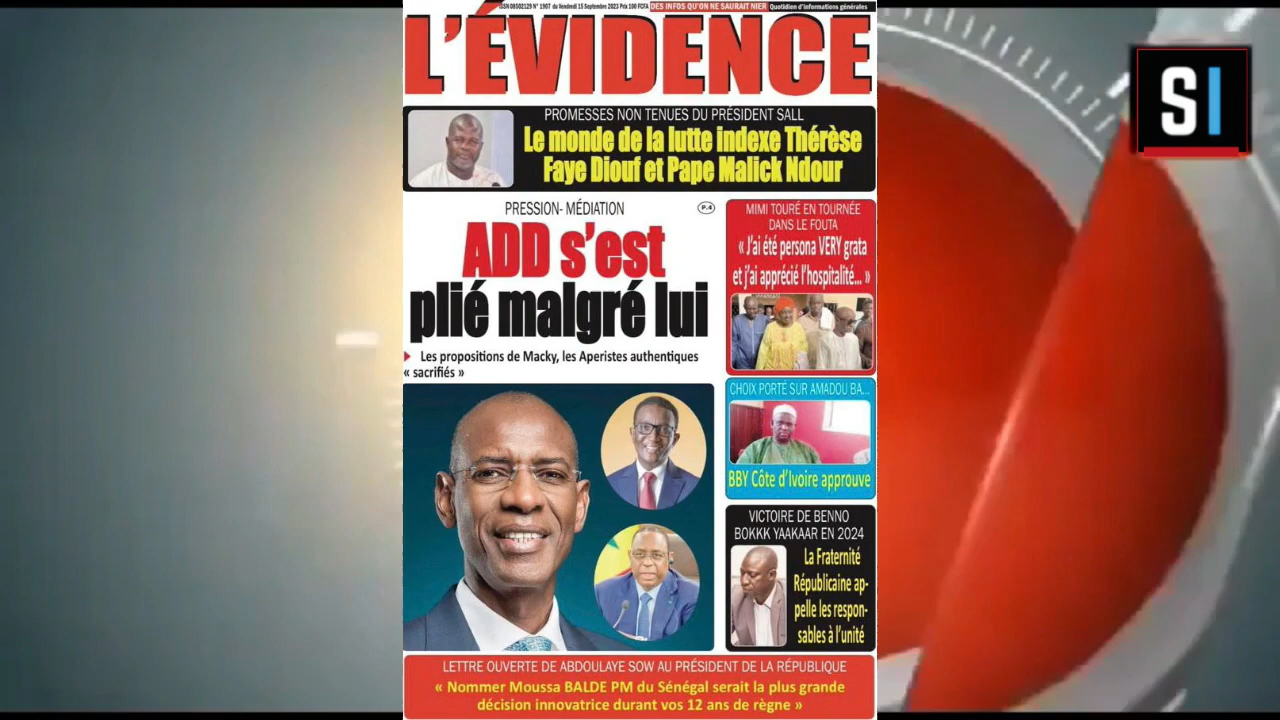 ISSN 08502129 N° 1907 du Vendredi 15 Septembre 2023 Prix 100 FCFA DES INFOS QU'ON NE SAURAIT NIER Quotidien d'Informations générales
L'ÉVIDENCE
SI
PROMESSES NON TENUES DU PRÉSIDENT SALL
Le monde de la lutte indexe Thérèse
Faye Diouf et Pape Malick Ndour
PRESSION- MÉDIATION
P.4
ADD s'est
plié malgré lui
Les propositions de Macky, les Aperistes authentiques
« sacrifiés »
MIMI TOURÉ EN TOURNÉE
DANS LE FOUTA
« J'ai été persona VERY grata
et j'ai apprécié l'hospitalité... »
CHOIX PORTÉ SUR AMADOU BA...
BBY Côte d'Ivoire approuve
VICTOIRE DE BENNO
BOKKK YAAKAAR EN 2024
La Fraternité
Républicaine ap-
pelle les respon-
sables à l'unité
LETTRE OUVERTE DE ABDOULAYE SOW AU PRÉSIDENT DE LA RÉPUBLIQUE
« Nommer Moussa BALDE PM du Sénégal serait la plus grande
décision innovatrice durant vos 12 ans de règne »